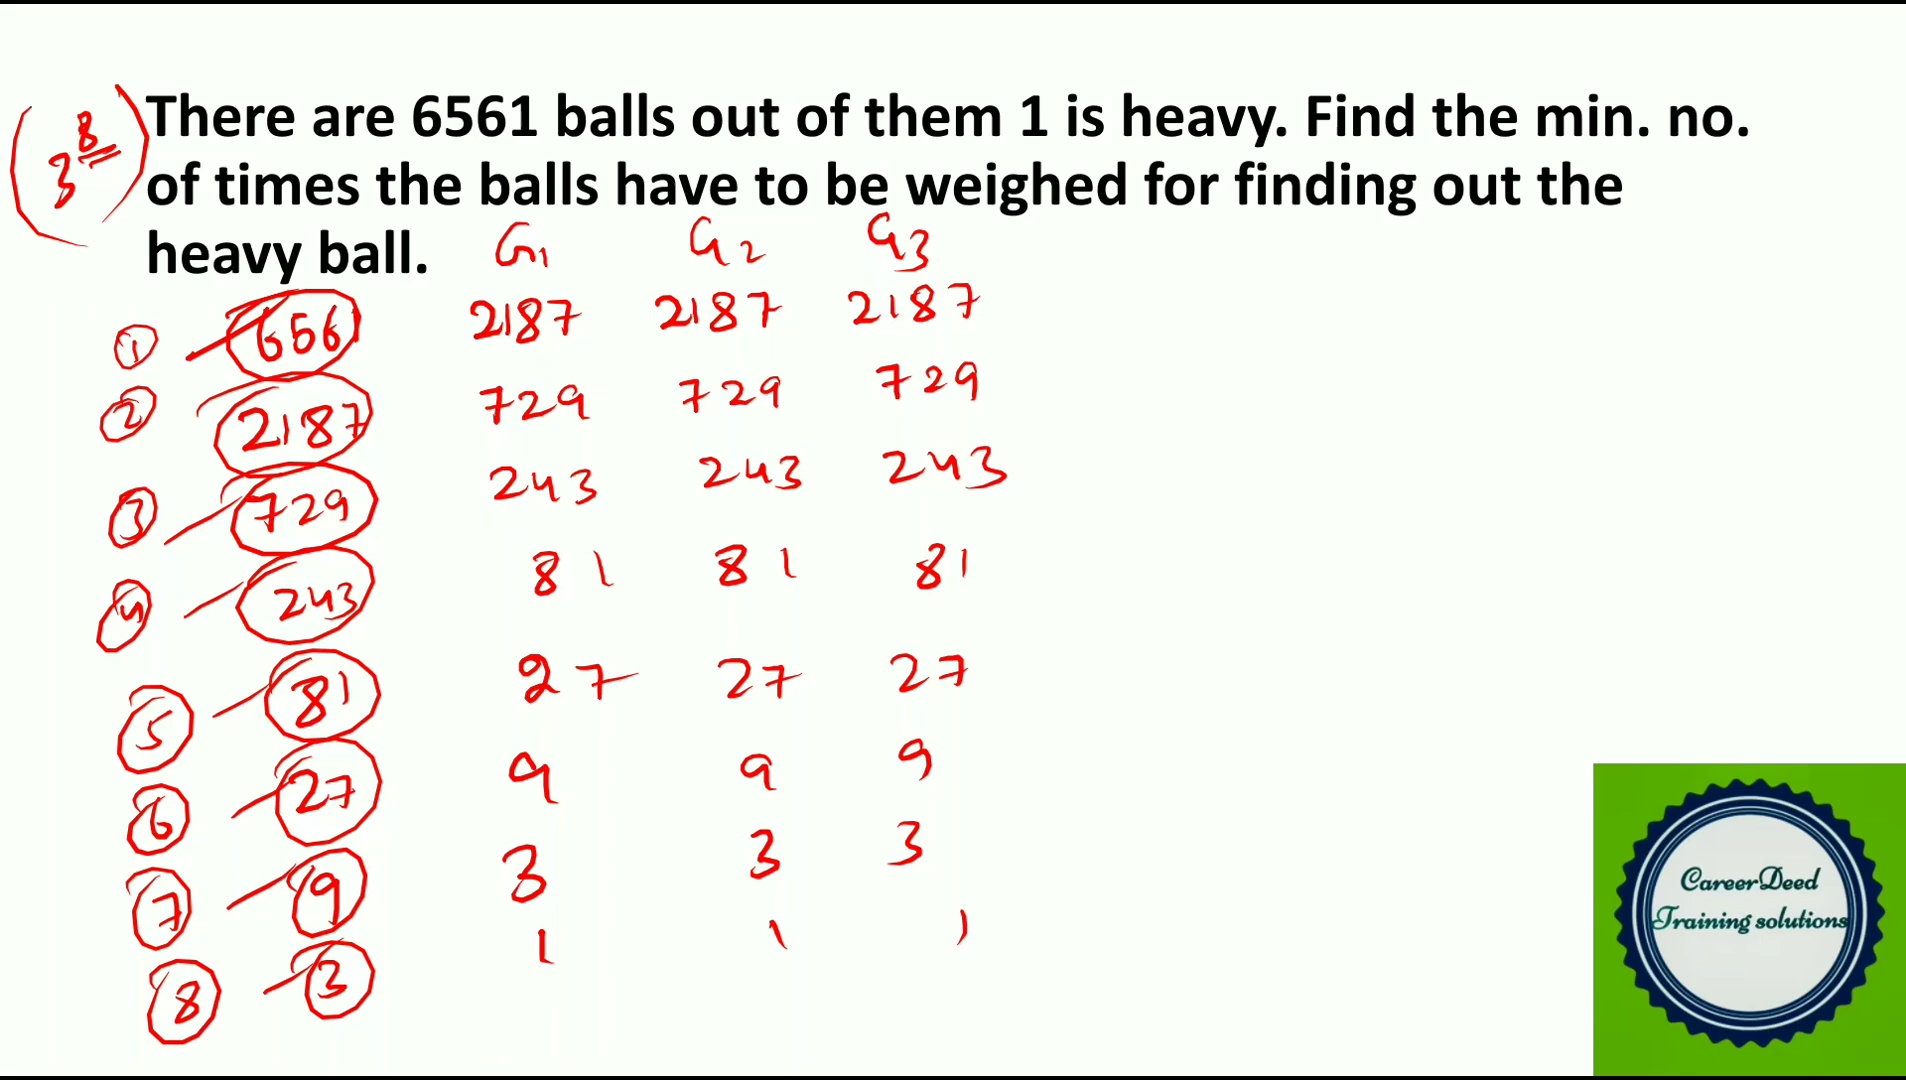 There are 6561 balls out of them 1 is heavy. Find the min. no.
3^8
of times the balls have to be weighed for finding out the
heavy ball.
G1 G2 G3
1 656 2187 2187 2187
2 2187 729 729 729
3 729 243 243 243
4 243 81 81 81
5 81 27 27 27
6 27 9 9 9
7 9 3 3 3
8 3 1 1 1
CareerDeed
Training solutions